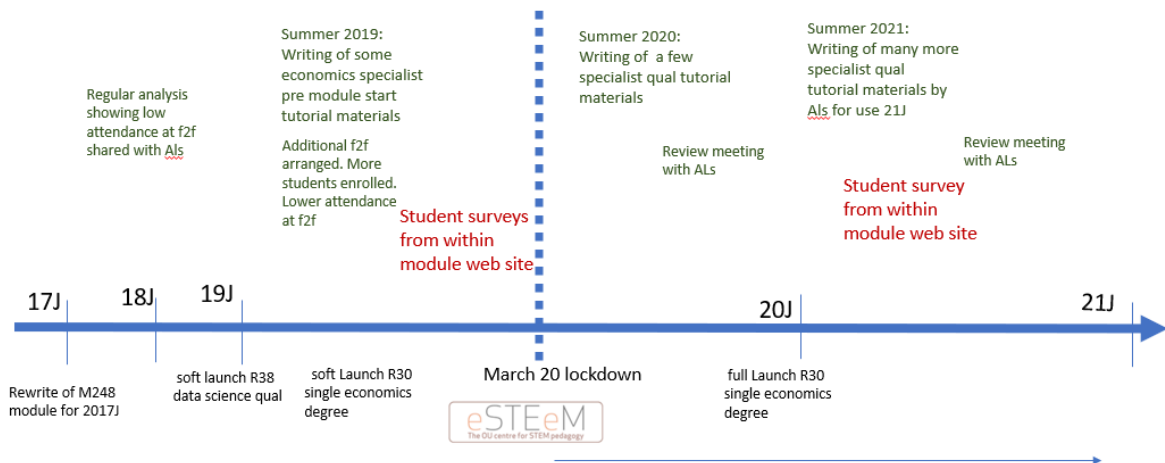 Regular analysis
showing low
attendance at f2f
shared with Als
Summer 2019:
Writing of some
economics specialist
pre module start
tutorial materials
Additional f2f
arranged. More
students enrolled.
Lower attendance
at f2f
Student surveys
from within
module web site
Summer 2020:
Writing of a few
specialist qual tutorial
materials
Review meeting
with ALs
Summer 2021:
Writing of many more
specialist qual
tutorial materials by
Als for use 21J
Review meeting
with ALs
Student survey
from within
module web site
17J
18J
19J
20J
21J
Rewrite of M248
module for 2017J
soft launch R38
data science qual
soft Launch R30
single economics
degree
March 20 lockdown
full Launch R30
single economics
degree
eSTEeM
The OU centre for STEM pedagogy